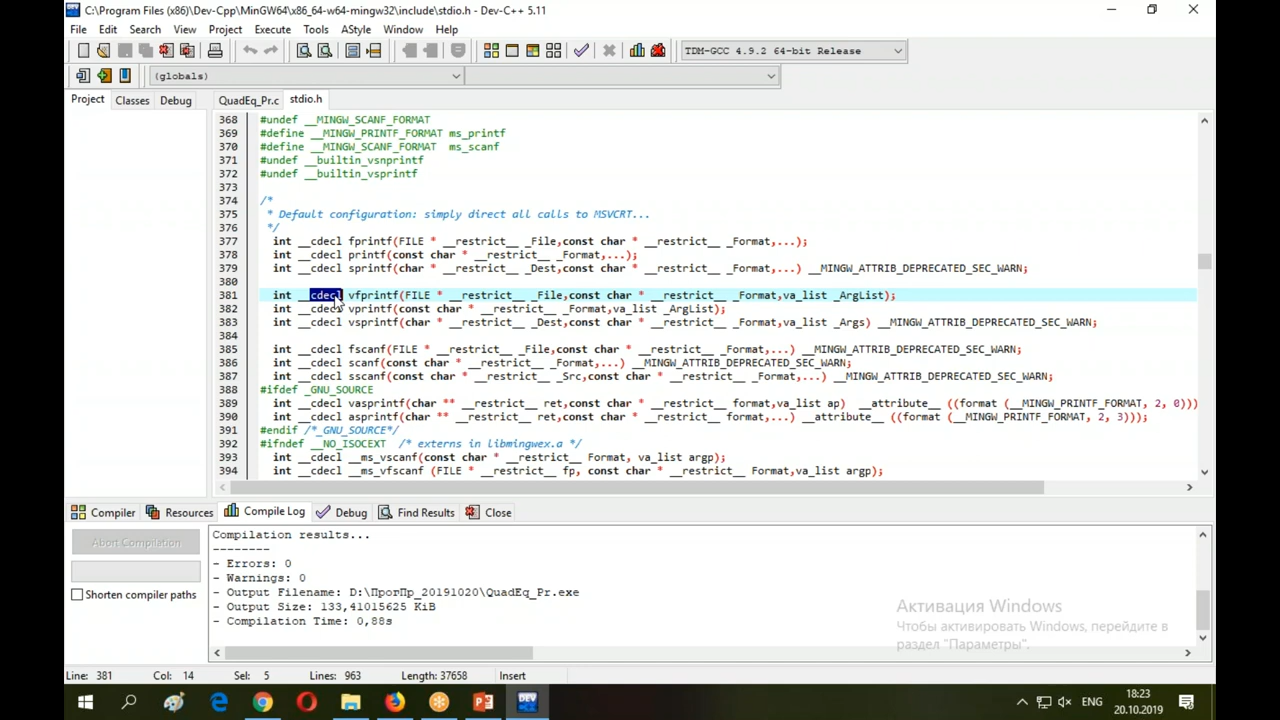 C:\Program Files (x86)\Dev-Cpp\MinGW64\x86_64-w64-mingw32\include\stdio.h - Dev-C++ 5.11
File Edit Search View Project Execute Tools AStyle Window Help
TDM-GCC 4.9.2 64-bit Release
(globals)
Project Classes Debug QuadEq_Pr.c stdio.h
368 #undef __MINGW_SCANF_FORMAT
369 #define __MINGW_PRINTF_FORMAT ms_printf
370 #define __MINGW_SCANF_FORMAT  ms_scanf
371 #undef __builtin_vsnprintf
372 #undef __builtin_vsprintf
373
374 /*
375  * Default configuration: simply direct all calls to MSVCRT...
376  */
377   int __cdecl fprintf(FILE * __restrict__ _File,const char * __restrict__ _Format,...);
378   int __cdecl printf(const char * __restrict__ _Format,...);
379   int __cdecl sprintf(char * __restrict__ _Dest,const char * __restrict__ _Format,...) __MINGW_ATTRIB_DEPRECATED_SEC_WARN;
380
381   int __cdecl vfprintf(FILE * __restrict__ _File,const char * __restrict__ _Format,va_list _ArgList);
382   int __cdecl vprintf(const char * __restrict__ _Format,va_list _ArgList);
383   int __cdecl vsprintf(char * __restrict__ _Dest,const char * __restrict__ _Format,va_list _Args) __MINGW_ATTRIB_DEPRECATED_SEC_WARN;
384
385   int __cdecl fscanf(FILE * __restrict__ _File,const char * __restrict__ _Format,...) __MINGW_ATTRIB_DEPRECATED_SEC_WARN;
386   int __cdecl scanf(const char * __restrict__ _Format,...) __MINGW_ATTRIB_DEPRECATED_SEC_WARN;
387   int __cdecl sscanf(const char * __restrict__ _Src,const char * __restrict__ _Format,...) __MINGW_ATTRIB_DEPRECATED_SEC_WARN;
388 #ifdef _GNU_SOURCE
389   int __cdecl vasprintf(char ** __restrict__ ret,const char * __restrict__ format,va_list ap)  __attribute__ ((format (__MINGW_PRINTF_FORMAT, 2, 0)))
390   int __cdecl asprintf(char ** __restrict__ ret,const char * __restrict__ format,...) __attribute__ ((format (__MINGW_PRINTF_FORMAT, 2, 3)));
391 #endif /*_GNU_SOURCE*/
392 #ifndef __NO_ISOCEXT  /* externs in libmingwex.a */
393   int __cdecl __ms_vscanf(const char * __restrict__ Format, va_list argp);
394   int __cdecl __ms_vfscanf (FILE * __restrict__ fp, const char * __restrict__ Format,va_list argp);
Compiler Resources Compile Log Debug Find Results Close
Abort Compilation
Shorten compiler paths
Compilation results...
--------
- Errors: 0
- Warnings: 0
- Output Filename: D:\ПрогПр_20191020\QuadEq_Pr.exe
- Output Size: 133,41015625 KiB
- Compilation Time: 0,88s
Активация Windows
Чтобы активировать Windows, перейдите в
раздел "Параметры".
Line: 381 Col: 14 Sel: 5 Lines: 963 Length: 37658 Insert
DEV
ENG
18:23
20.10.2019